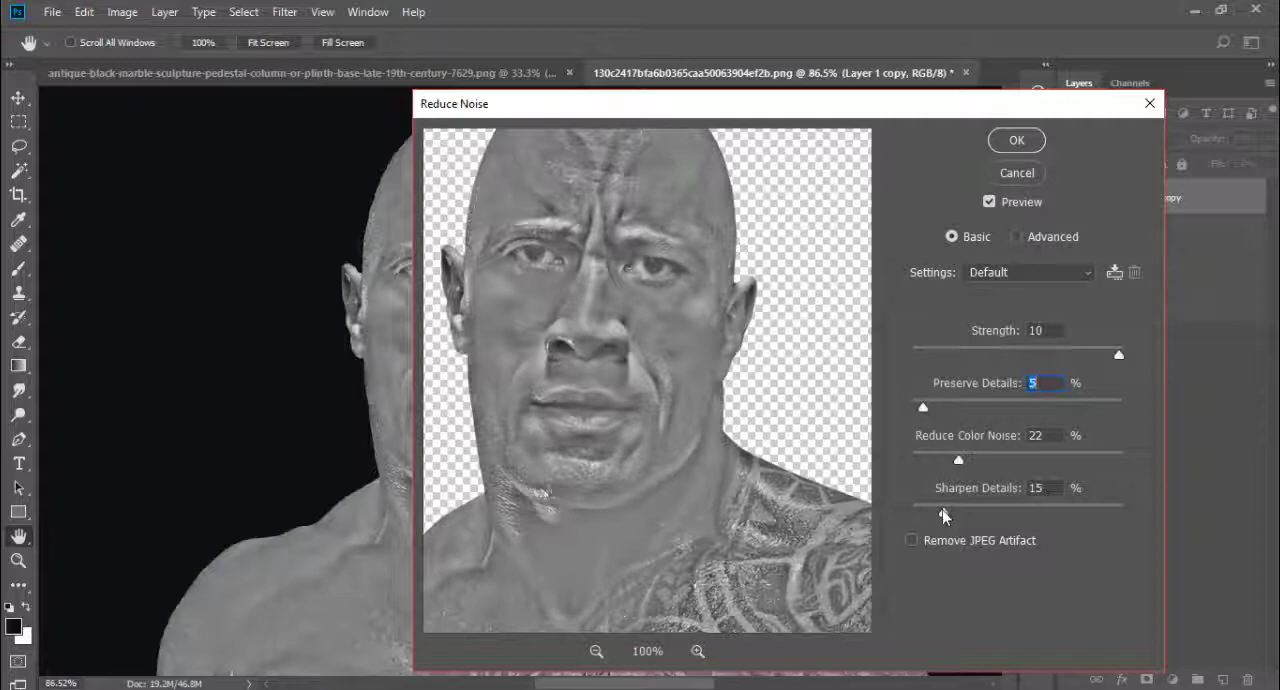 Ps File Edit Image Layer Type Select Filter View Window Help
Scroll All Windows 100% Fit Screen Fill Screen
antique-black-marble-sculpture-pedestal-column-or-plinth-base-late-19th-century-7629.png @ 33.3% (... × 130c2417bfa6b0365caa50063904ef2b.png @ 86.5% (Layer 1 copy, RGB/8) * ×
Layers Channels
Reduce Noise
OK
Cancel
Preview
Basic Advanced
Settings: Default
Strength: 10
Preserve Details: 5 %
Reduce Color Noise: 22 %
Sharpen Details: 15 %
Remove JPEG Artifact
Opacity:
opy
100%
86.52% Doc: 19.2M/46.8M